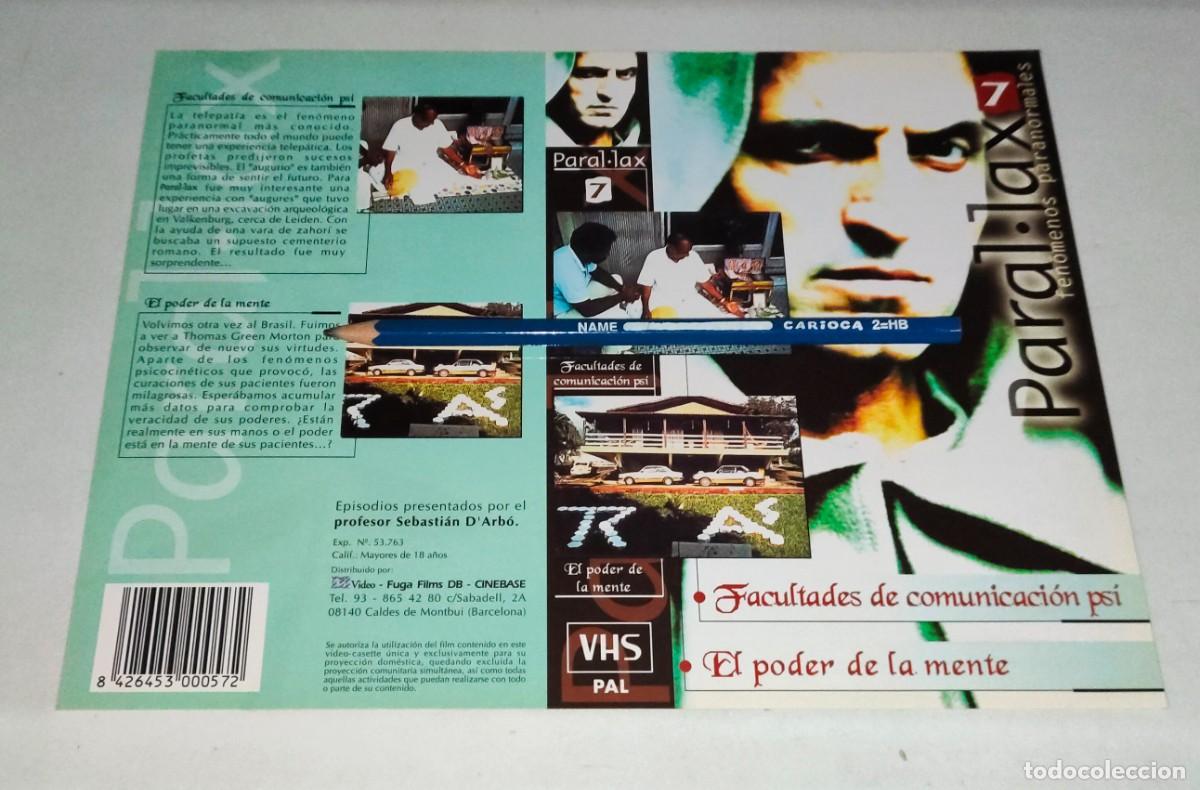 Paral·lax
Facultades de comunicación psi
La telepatía es el fenómeno
paranormal más conocido.
Prácticamente todo el mundo puede
tener una experiencia telepática. Los
profetas predijeron sucesos
imprevisibles. El "augurio" es también
una forma de sentir el futuro. Para
Paral·lax fue muy interesante una
experiencia con "augures" que tuvo
lugar en una excavación arqueológica
en Valkenburg, cerca de Leiden. Con
la ayuda de una vara de zahorí se
buscaba un supuesto cementerio
romano. El resultado fue muy
sorprendente...
El poder de la mente
Volvimos otra vez al Brasil. Fuimos
a ver a Thomas Green Morton para
observar de nuevo sus virtudes.
Aparte de los fenómenos
psicocinéticos que provocó, las
curaciones de sus pacientes fueron
milagrosas. Esperábamos acumular
más datos para comprobar la
veracidad de sus poderes. ¿Están
realmente en sus manos o el poder
está en la mente de sus pacientes...?
Episodios presentados por el
profesor Sebastián D'Arbó.
Exp. Nº. 53.763
Calif.: Mayores de 18 años
Distribuido por:
Video - Fuga Films DB - CINEBASE
Tel. 93 - 865 42 80 c/Sabadell, 2A
08140 Caldes de Montbui (Barcelona)
Se autoriza la utilización del film contenido en este
video-casette única y exclusivamente para su
proyección doméstica, quedando excluida la
proyección comunitaria simultánea, así como todas
aquellas actividades que puedan realizarse con todo
o parte de su contenido.
8 426453 000572
Paral·lax
7
NAME CARIOCA 2=HB
Facultades de
comunicación psi
El poder de
la mente
VHS
PAL
7
Paral·lax
fenómenos paranormales
• Facultades de comunicación psi
• El poder de la mente
todocoleccion